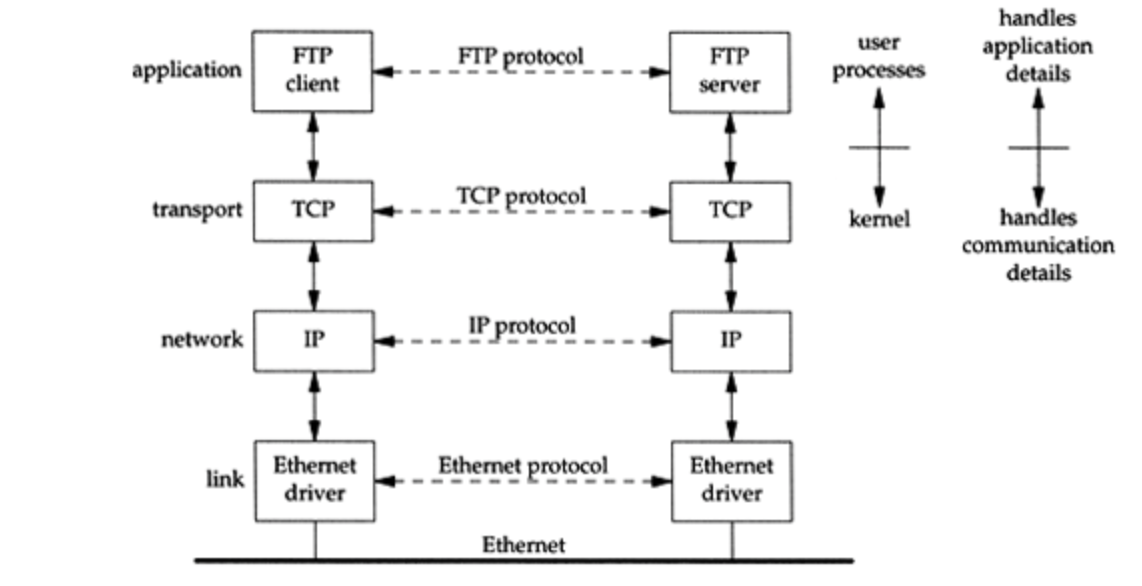 handles
application
details
user
processes
application
FTP
client
FTP protocol
FTP
server
transport
TCP
TCP protocol
TCP
kernel
handles
communication
details
network
IP
IP protocol
IP
link
Ethernet
driver
Ethernet protocol
Ethernet
driver
Ethernet